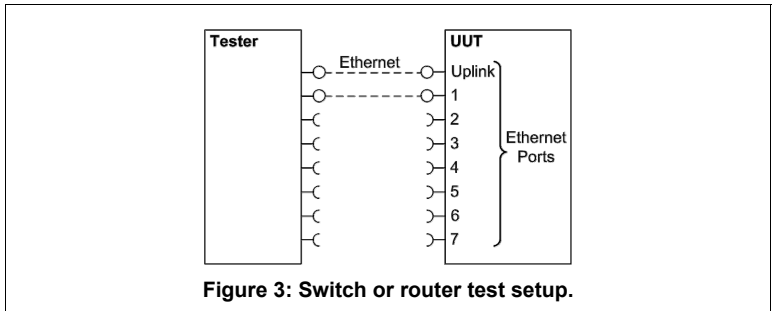 Tester
Ethernet
UUT
Uplink
1
2
3
4
5
6
7
Ethernet
Ports
Figure 3: Switch or router test setup.